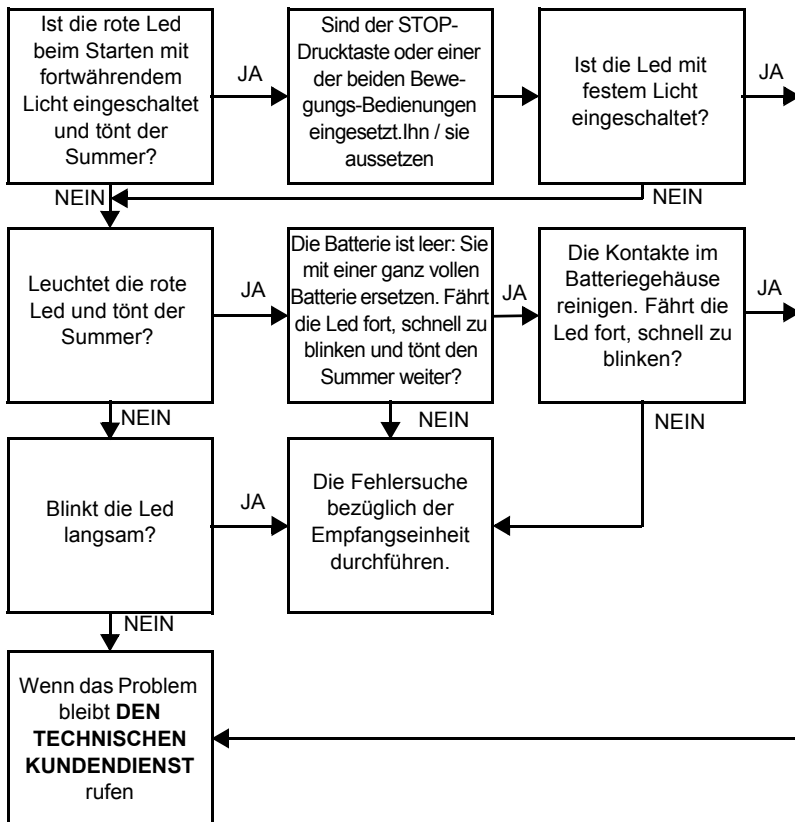 Ist die rote Led
beim Starten mit
fortwährendem
Licht eingeschaltet
und tönt der
Summer?
JA
Sind der STOP-
Drucktaste oder einer
der beiden Bewe-
gungs-Bedienungen
eingesetzt.Ihn / sie
aussetzen
Ist die Led mit
festem Licht
eingeschaltet?
JA
NEIN
NEIN
Leuchtet die rote
Led und tönt der
Summer?
JA
Die Batterie ist leer: Sie
mit einer ganz vollen
Batterie ersetzen. Fährt
die Led fort, schnell zu
blinken und tönt den
Summer weiter?
JA
Die Kontakte im
Batteriegehäuse
reinigen. Fährt die
Led fort, schnell zu
blinken?
JA
NEIN
NEIN
NEIN
Blinkt die Led
langsam?
JA
Die Fehlersuche
bezüglich der
Empfangseinheit
durchführen.
NEIN
Wenn das Problem
bleibt DEN
TECHNISCHEN
KUNDENDIENST
rufen